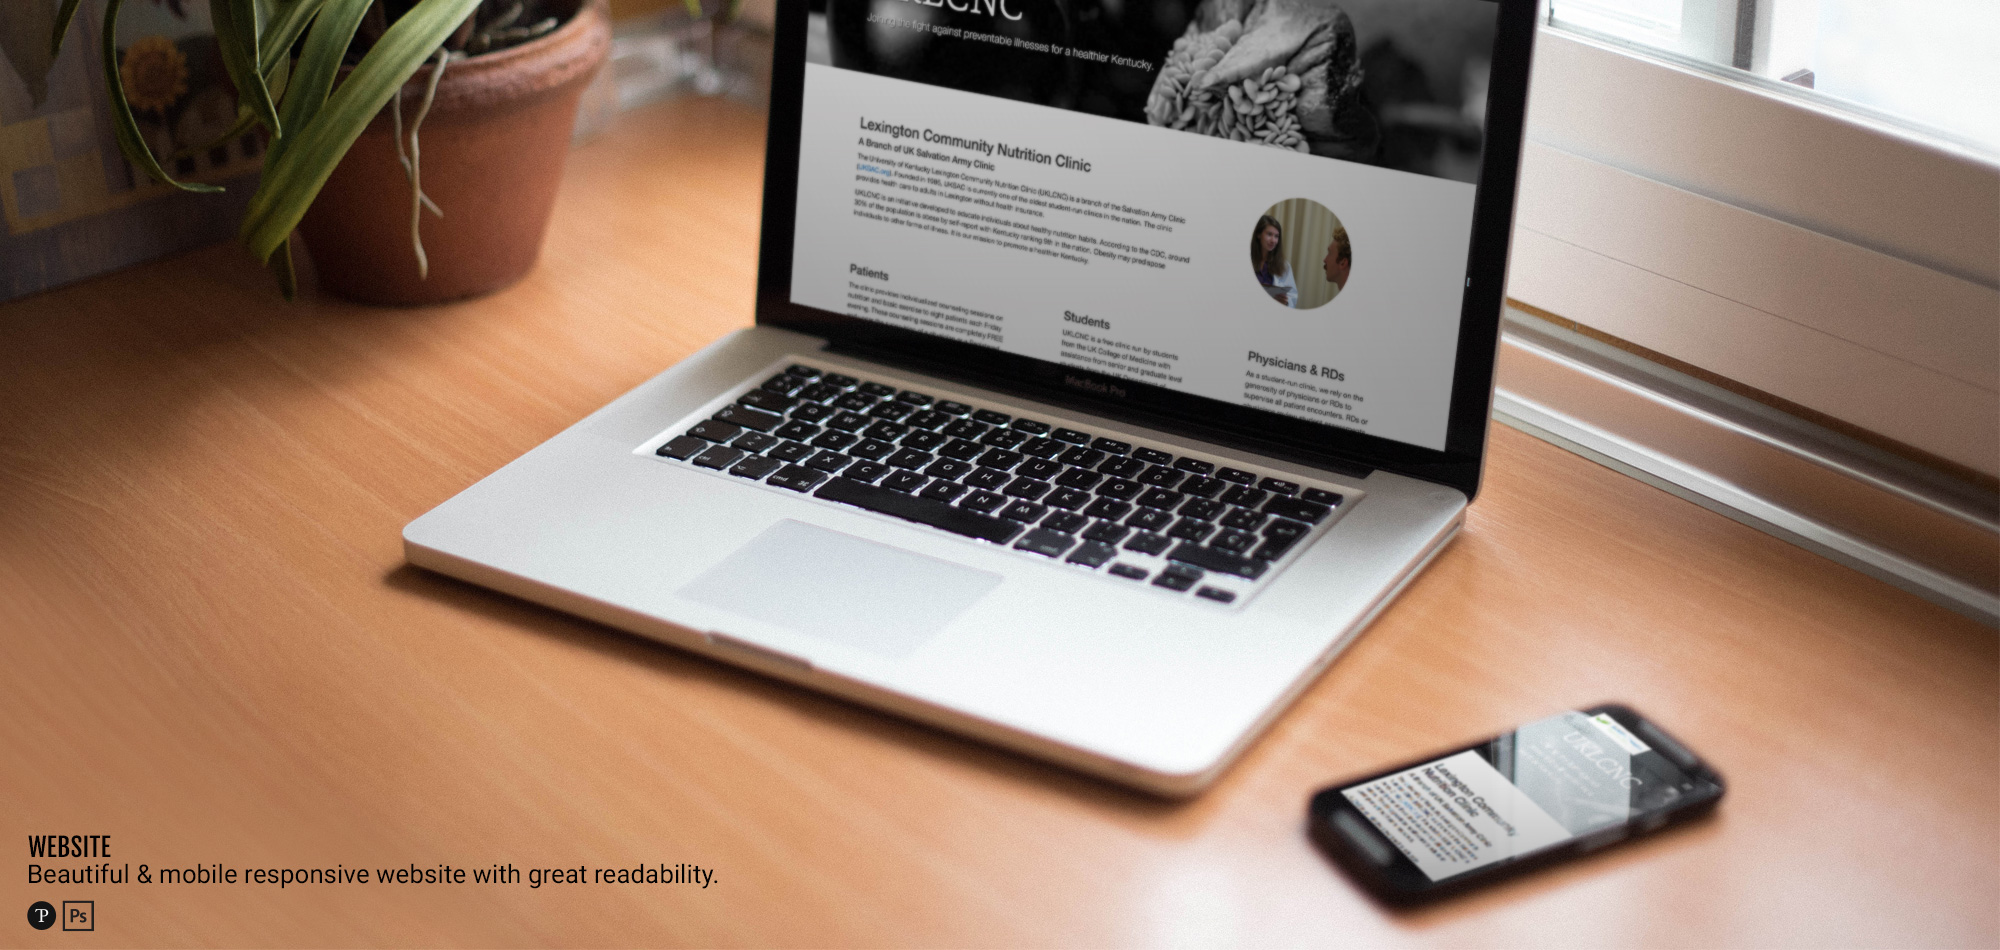 UKLCNC
Joining the fight against preventable illnesses for a healthier Kentucky.
Lexington Community Nutrition Clinic
A Branch of UK Salvation Army Clinic
The University of Kentucky Lexington Community Nutrition Clinic (UKLCNC) is a branch of the Salvation Army Clinic
(UKSAC.org). Founded in 1986, UKSAC is currently one of the oldest student-run clinics in the nation. The clinic
provides health care to adults in Lexington without health insurance.
UKLCNC is an initiative developed to educate individuals about healthy nutrition habits. According to the CDC, around
30% of the population is obese by self-report with Kentucky ranking 5th in the nation. Obesity may predispose
individuals to other forms of illness. It is our mission to promote a healthier Kentucky.
Patients
The clinic provides individualized counseling sessions on
nutrition and basic exercise to eight patients each Friday
evening. These counseling sessions are completely FREE
Students
UKLCNC is a free clinic run by students
from the UK College of Medicine with
assistance from senior and graduate level
Physicians & RDs
As a student-run clinic, we rely on the
generosity of physicians or RDs to
supervise all patient encounters. RDs or
MacBook Pro
UKLCNC
Lexington Community
Nutrition Clinic
A Branch of UK Salvation Army Clinic
WEBSITE
Beautiful & mobile responsive website with great readability.
P Ps